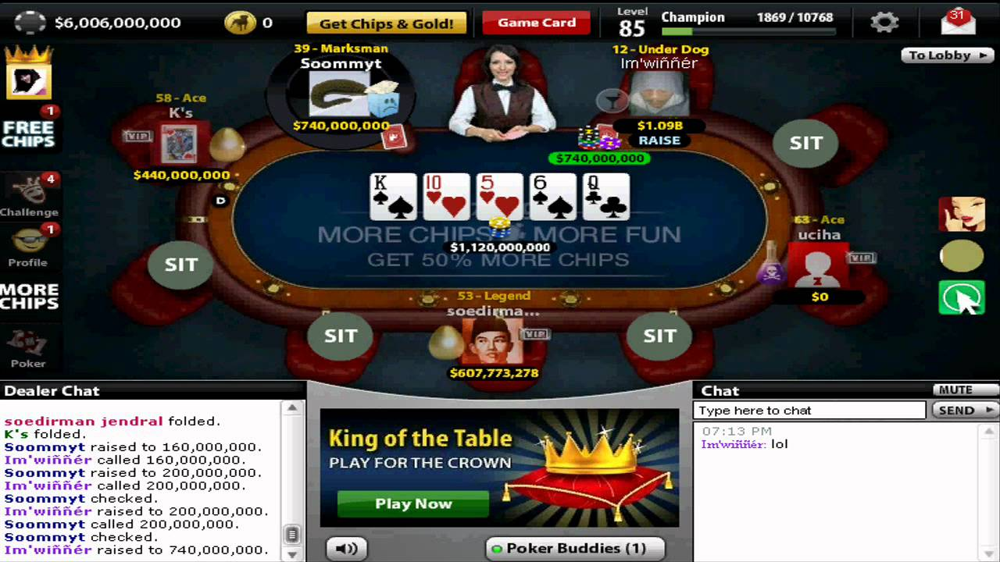 $6,006,000,000
0
Get Chips & Gold!
Game Card
Level
85
Champion
1869 / 10768
31
To Lobby
39 - Marksman
Soommyt
$740,000,000
12 - Under Dog
Im'wiññér
$1.09B
RAISE
$740,000,000
58 - Ace
K's
VIP
$440,000,000
1
FREE
CHIPS
4
Challenge
1
Profile
MORE
CHIPS
Poker
SIT
D
K
10
5
6
Q
MORE CHIPS MORE FUN
$1,120,000,000
GET 50% MORE CHIPS
63 - Ace
uciha
VIP
$0
SIT
53 - Legend
soedirma...
VIP
$607,773,278
SIT
SIT
Dealer Chat
soedirman jendral folded.
K's folded.
Soommyt raised to 160,000,000.
Im'wiññér called 160,000,000.
Soommyt raised to 200,000,000.
Im'wiññér called 200,000,000.
Soommyt checked.
Im'wiññér raised to 200,000,000.
Soommyt called 200,000,000.
Soommyt checked.
Im'wiññér raised to 740,000,000.
King of the Table
PLAY FOR THE CROWN
Play Now
Poker Buddies (1)
Chat
MUTE
Type here to chat
SEND
07:13 PM
Im'wiññér: lol